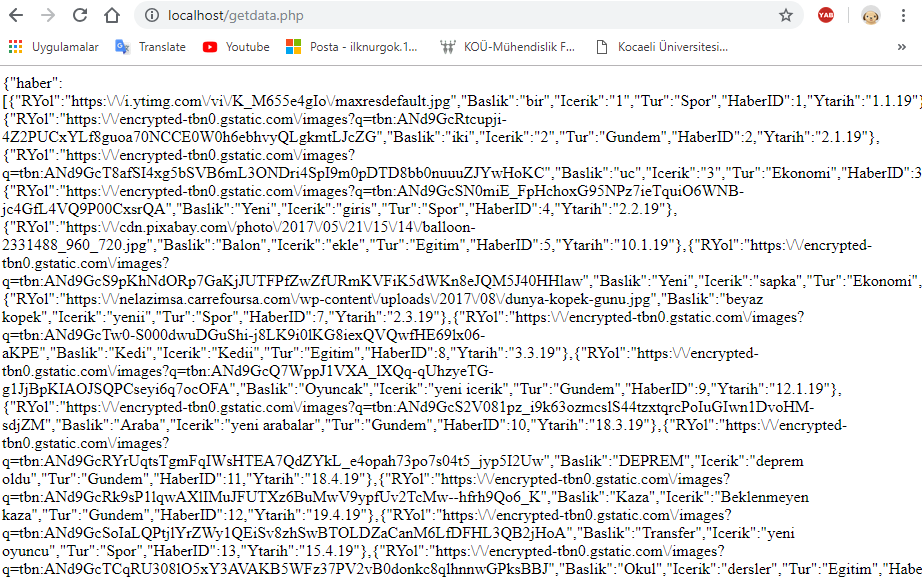 localhost/getdata.php
YAB
Uygulamalar Translate Youtube Posta - ilknurgok.1... KOÜ-Mühendislik F... Kocaeli Üniversitesi... »
{"haber":
[{"RYol":"https:\/\/i.ytimg.com\/vi\/K_M655e4gIo\/maxresdefault.jpg","Baslik":"bir","Icerik":"1","Tur":"Spor","HaberID":1,"Ytarih":"1.1.19"}
{"RYol":"https:\/\/encrypted-tbn0.gstatic.com\/images?q=tbn:ANd9GcRtcupji-
4Z2PUCxYLf8guoa70NCCE0W0h6ebhvyQLgkmtLJcZG","Baslik":"iki","Icerik":"2","Tur":"Gundem","HaberID":2,"Ytarih":"2.1.19"},
{"RYol":"https:\/\/encrypted-tbn0.gstatic.com\/images?
q=tbn:ANd9GcT8afSI4xg5bSVB6mL3ONDri4SpI9m0pDTD8bb0nuuuZJYwHoKC","Baslik":"uc","Icerik":"3","Tur":"Ekonomi","HaberID":3
{"RYol":"https:\/\/encrypted-tbn0.gstatic.com\/images?q=tbn:ANd9GcSN0miE_FpHchoxG95NPz7ieTquiO6WNB-
jc4GfL4VQ9P00CxsrQA","Baslik":"Yeni","Icerik":"giris","Tur":"Spor","HaberID":4,"Ytarih":"2.2.19"},
{"RYol":"https:\/\/cdn.pixabay.com\/photo\/2017\/05\/21\/15\/14\/balloon-
2331488_960_720.jpg","Baslik":"Balon","Icerik":"ekle","Tur":"Egitim","HaberID":5,"Ytarih":"10.1.19"},{"RYol":"https:\/\/encrypted-
tbn0.gstatic.com\/images?
q=tbn:ANd9GcS9pKhNdORp7GaKjJUTFPfZwZfURmKVFiK5dWKn8eJQM5J40HHlaw","Baslik":"Yeni","Icerik":"sapka","Tur":"Ekonomi",
{"RYol":"https:\/\/nelazimsa.carrefoursa.com\/wp-content\/uploads\/2017\/08\/dunya-kopek-gunu.jpg","Baslik":"beyaz
kopek","Icerik":"yenii","Tur":"Spor","HaberID":7,"Ytarih":"2.3.19"},{"RYol":"https:\/\/encrypted-tbn0.gstatic.com\/images?
q=tbn:ANd9GcTw0-S000dwuDGuShi-j8LK9i0lKG8iexQVQwfHE69lx06-
aKPE","Baslik":"Kedi","Icerik":"Kedii","Tur":"Egitim","HaberID":8,"Ytarih":"3.3.19"},{"RYol":"https:\/\/encrypted-
tbn0.gstatic.com\/images?q=tbn:ANd9GcQ7WppJ1VXA_lXQq-qUhzyeTG-
g1JjBpKIAOJSQPCseyi6q7ocOFA","Baslik":"Oyuncak","Icerik":"yeni icerik","Tur":"Gundem","HaberID":9,"Ytarih":"12.1.19"},
{"RYol":"https:\/\/encrypted-tbn0.gstatic.com\/images?q=tbn:ANd9GcS2V081pz_i9k63ozmcslS44tzxtqrcPoIuGIwn1DvoHM-
sdjZM","Baslik":"Araba","Icerik":"yeni arabalar","Tur":"Gundem","HaberID":10,"Ytarih":"18.3.19"},{"RYol":"https:\/\/encrypted-
tbn0.gstatic.com\/images?
q=tbn:ANd9GcRYrUqtsTgmFqIWsHTEA7QdZYkL_e4opah73po7s04t5_jyp5I2Uw","Baslik":"DEPREM","Icerik":"deprem
oldu","Tur":"Gundem","HaberID":11,"Ytarih":"18.4.19"},{"RYol":"https:\/\/encrypted-tbn0.gstatic.com\/images?
q=tbn:ANd9GcRk9sP1lqwAXlIMuJFUTXz6BuMwV9ypfUv2TcMw--hfrh9Qo6_K","Baslik":"Kaza","Icerik":"Beklenmeyen
kaza","Tur":"Gundem","HaberID":12,"Ytarih":"19.4.19"},{"RYol":"https:\/\/encrypted-tbn0.gstatic.com\/images?
q=tbn:ANd9GcSoIaLQPtjlYrZWy1QEiSv8zhSwBTOLDZaCanM6LfDFHL3QB2jHoA","Baslik":"Transfer","Icerik":"yeni
oyuncu","Tur":"Spor","HaberID":13,"Ytarih":"15.4.19"},{"RYol":"https:\/\/encrypted-tbn0.gstatic.com\/images?
q=tbn:ANd9GcTCqRU308lO5xY3AVAKB5WFz37PV2vB0donkc8qlhnnwGPksBBJ","Baslik":"Okul","Icerik":"dersler","Tur":"Egitim","Habe